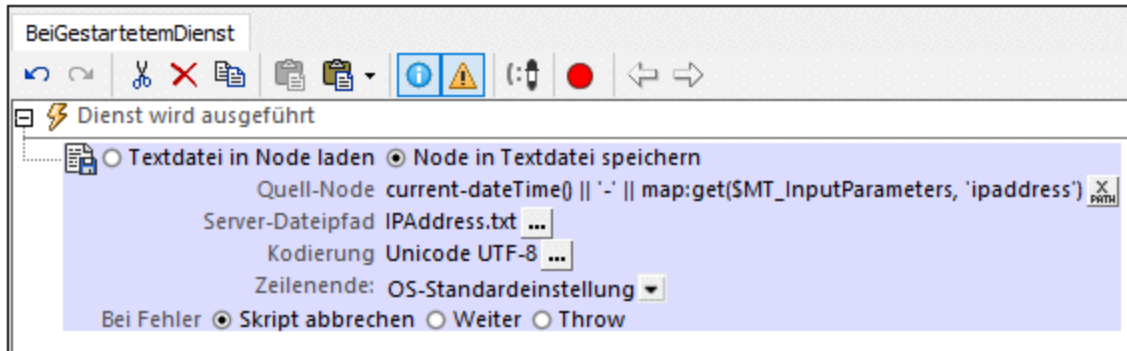 BeiGestartetemDienst
Dienst wird ausgeführt
Textdatei in Node laden Node in Textdatei speichern
Quell-Node current-dateTime() || '-' || map:get($MT_InputParameters, 'ipaddress') X PATH
Server-Dateipfad IPAddress.txt ...
Kodierung Unicode UTF-8 ...
Zeilenende: OS-Standardeinstellung
Bei Fehler Skript abbrechen Weiter Throw